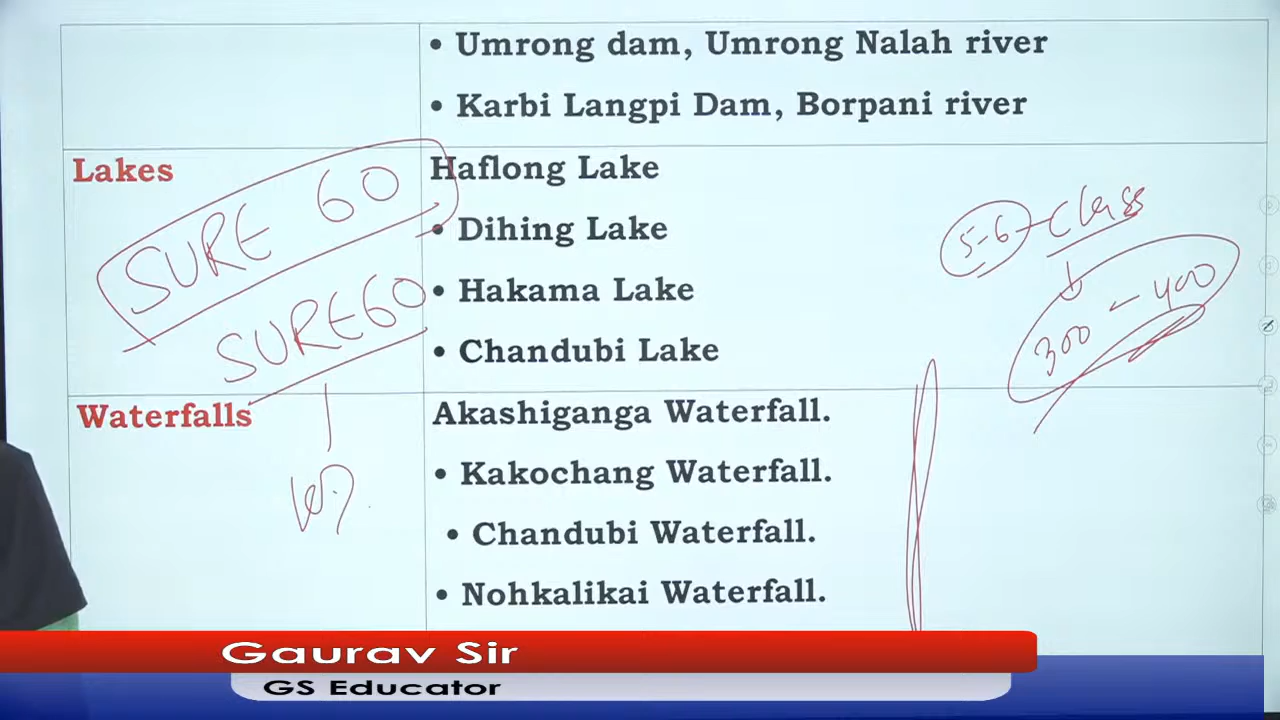 • Umrong dam, Umrong Nalah river
• Karbi Langpi Dam, Borpani river
Lakes
Haflong Lake
• Dihing Lake
• Hakama Lake
• Chandubi Lake
SURE 60
SURE60
5-6 - class
300 - 400
Waterfalls
Akashiganga Waterfall.
• Kakochang Waterfall.
• Chandubi Waterfall.
• Nohkalikai Waterfall.
Gaurav Sir
GS Educator